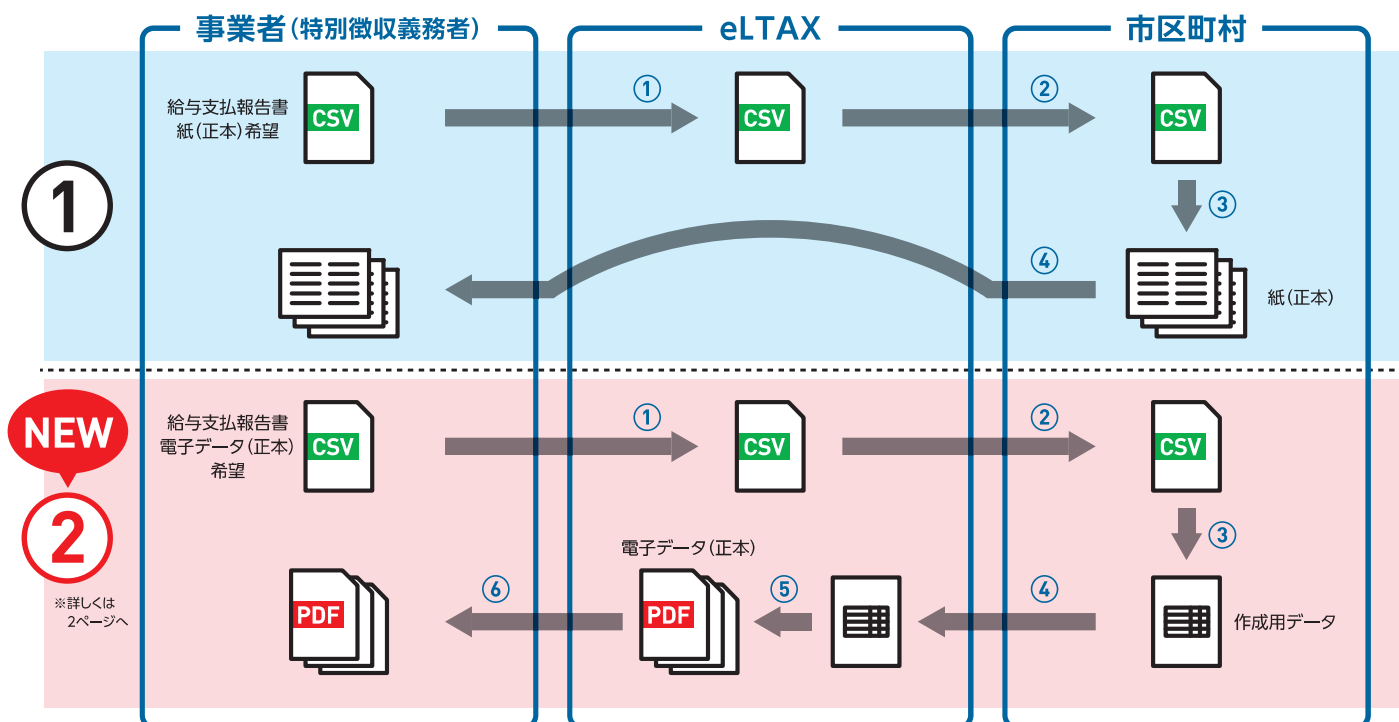 事業者(特別徴収義務者)
eLTAX
市区町村
①
給与支払報告書
紙(正本)希望
CSV
①
CSV
②
CSV
③
④
紙(正本)
NEW
②
※詳しくは
2ページへ
給与支払報告書
電子データ(正本)
希望
CSV
①
CSV
②
CSV
③
電子データ(正本)
PDF
⑥
PDF
⑤
④
作成用データ